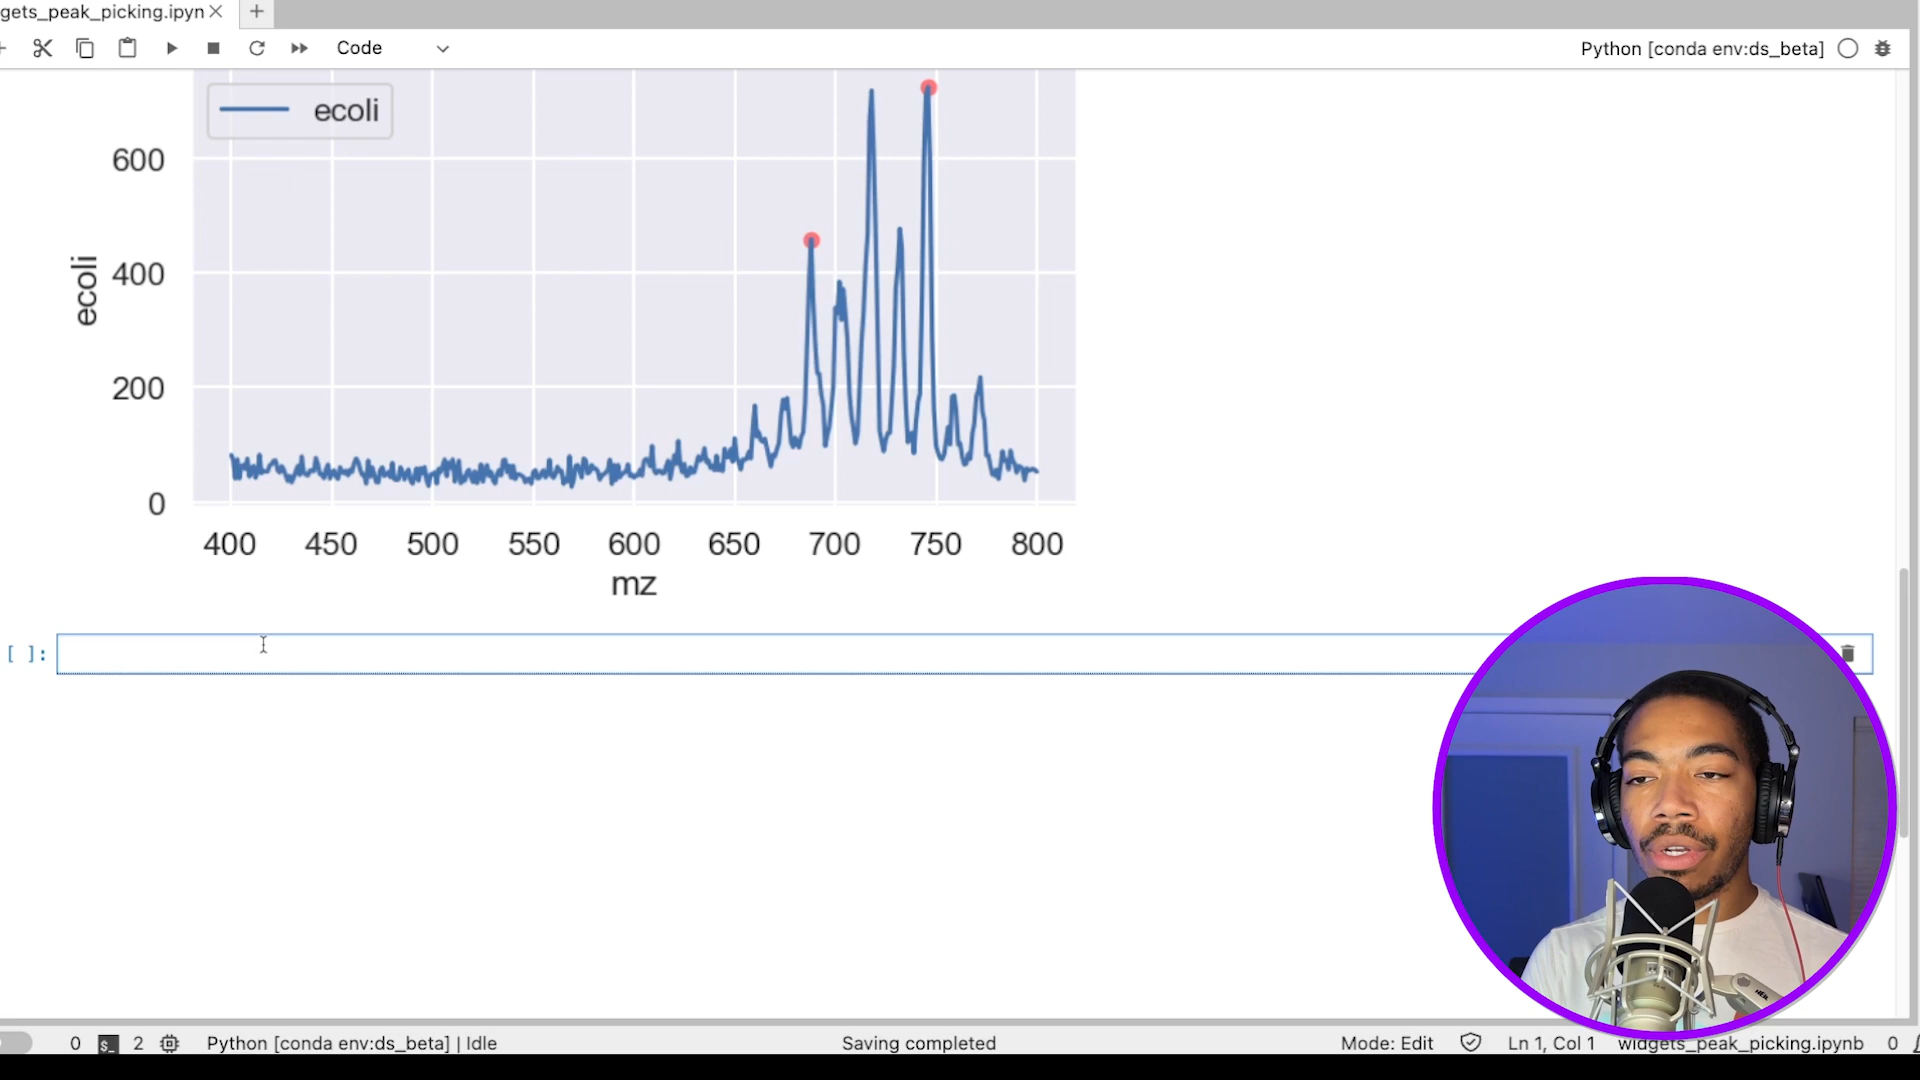 gets_peak_picking.ipyn
Code
Python [conda env:ds_beta]
ecoli
600
400
200
0
ecoli
400 450 500 550 600 650 700 750 800
mz
[ ]:
0 $_ 2 Python [conda env:ds_beta] | Idle Saving completed Mode: Edit Ln 1, Col 1 widgets_peak_picking.ipynb 0